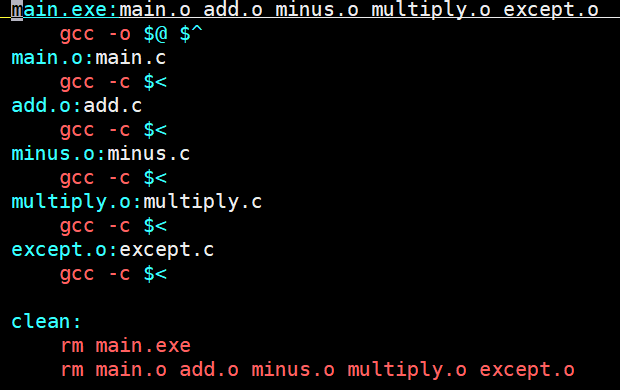 main.exe:main.o add.o minus.o multiply.o except.o
    gcc -o $@ $^
main.o:main.c
    gcc -c $<
add.o:add.c
    gcc -c $<
minus.o:minus.c
    gcc -c $<
multiply.o:multiply.c
    gcc -c $<
except.o:except.c
    gcc -c $<

clean:
    rm main.exe
    rm main.o add.o minus.o multiply.o except.o